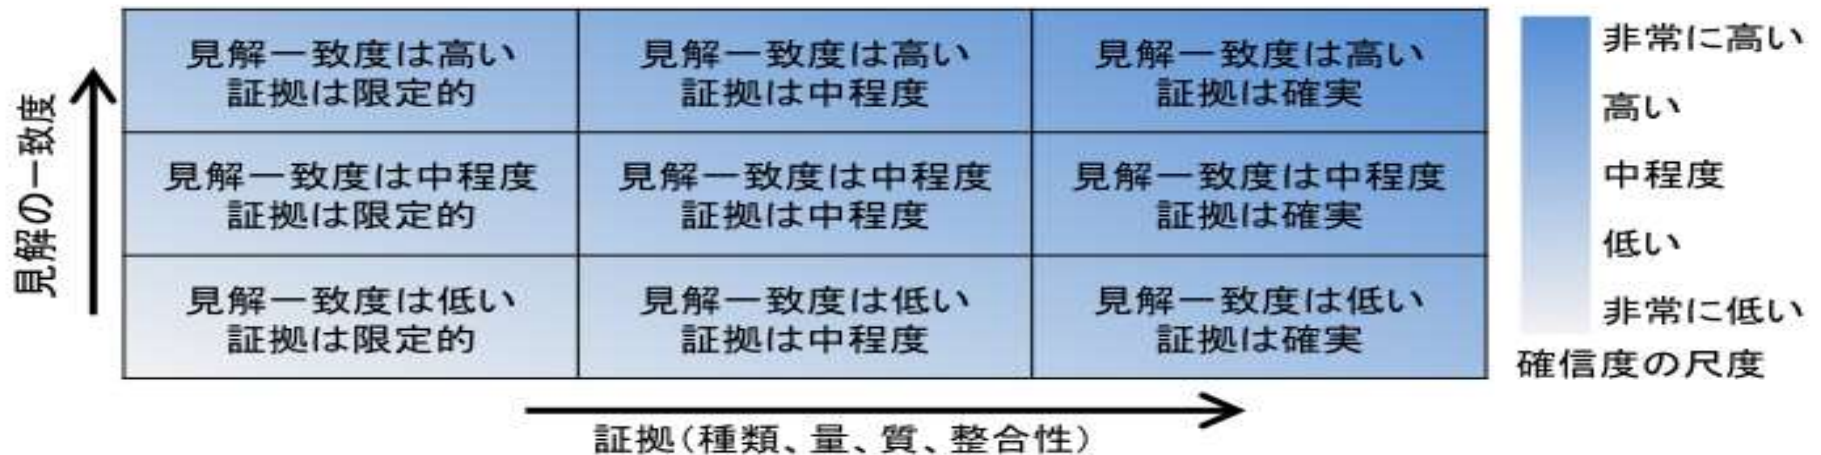 見解の一致度
見解一致度は高い
証拠は限定的
見解一致度は高い
証拠は中程度
見解一致度は高い
証拠は確実
見解一致度は中程度
証拠は限定的
見解一致度は中程度
証拠は中程度
見解一致度は中程度
証拠は確実
見解一致度は低い
証拠は限定的
見解一致度は低い
証拠は中程度
見解一致度は低い
証拠は確実
証拠(種類、量、質、整合性)
非常に高い
高い
中程度
低い
非常に低い
確信度の尺度